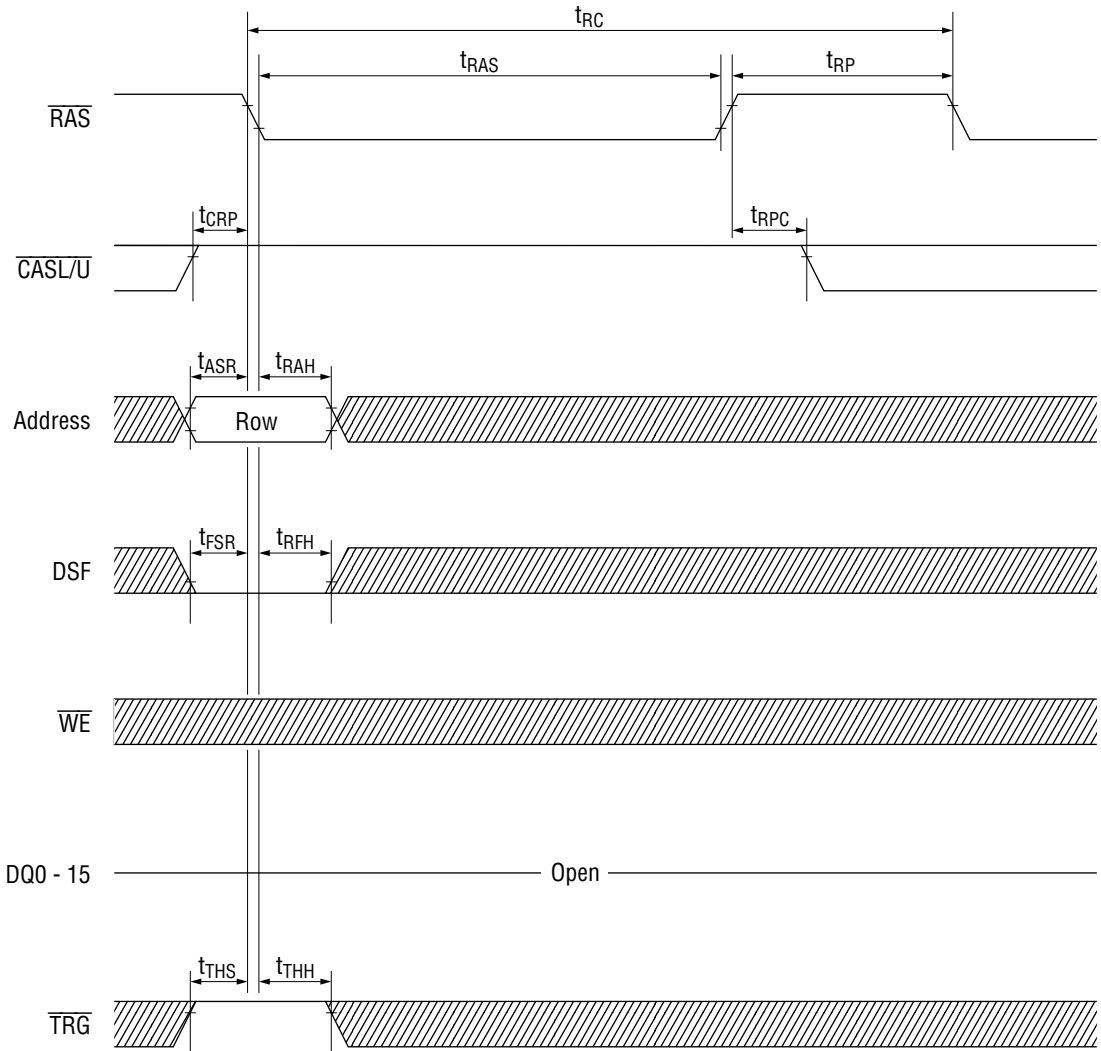 tRC
tRAS
tRP
RAS
tCRP
tRPC
CASL/U
tASR
tRAH
Address
Row
tFSR
tRFH
DSF
WE
DQ0 - 15
Open
tTHS
tTHH
TRG